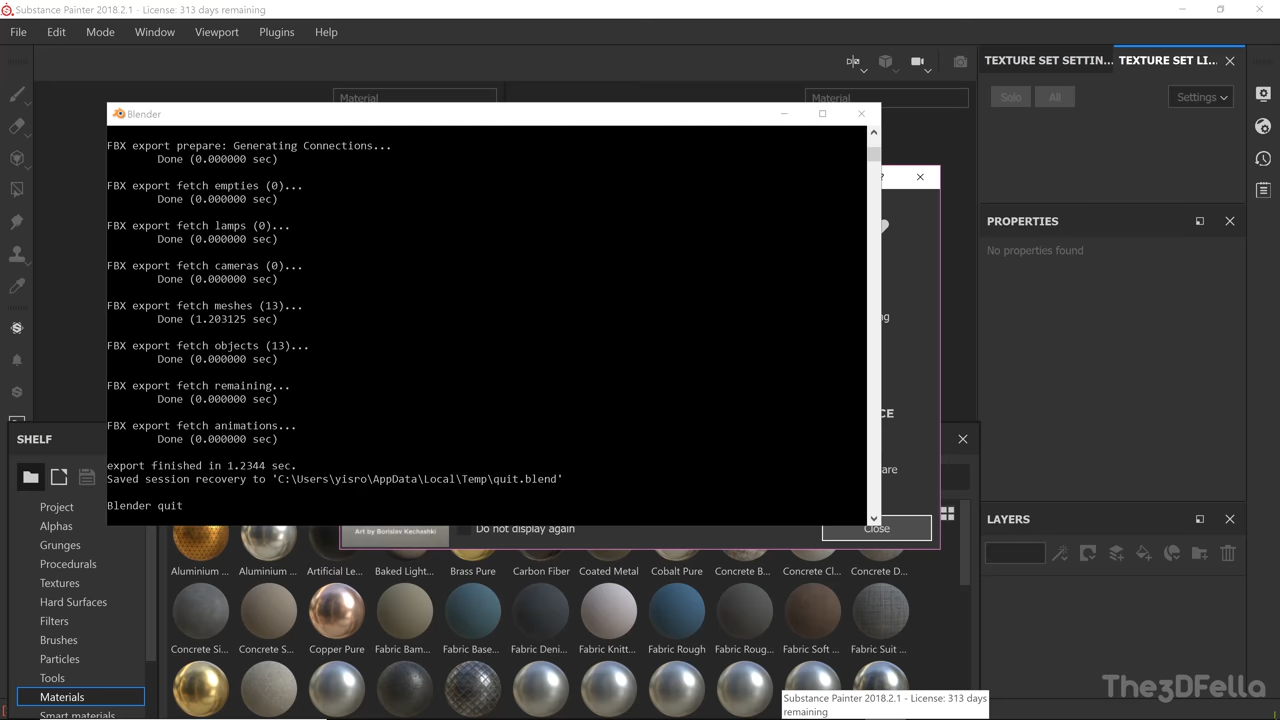 Substance Painter 2018.2.1 - License: 313 days remaining
File Edit Mode Window Viewport Plugins Help
TEXTURE SET SETTIN... TEXTURE SET LI...
Solo All Settings
Material Material
Blender
FBX export prepare: Generating Connections...
Done (0.000000 sec)
FBX export fetch empties (0)...
Done (0.000000 sec)
FBX export fetch lamps (0)...
Done (0.000000 sec)
FBX export fetch cameras (0)...
Done (0.000000 sec)
FBX export fetch meshes (13)...
Done (1.203125 sec)
FBX export fetch objects (13)...
Done (0.000000 sec)
FBX export fetch remaining...
Done (0.000000 sec)
FBX export fetch animations...
Done (0.000000 sec)
export finished in 1.2344 sec.
Saved session recovery to 'C:\Users\yisro\AppData\Local\Temp\quit.blend'
Blender quit
?
ng
CE
are
Art by Borislav Kechashki
Do not display again
Close
PROPERTIES
No properties found
LAYERS
SHELF
Project
Alphas
Grunges
Procedurals
Textures
Hard Surfaces
Filters
Brushes
Particles
Tools
Materials
Smart materials
Aluminium ... Aluminium ... Artificial Le... Baked Light... Brass Pure Carbon Fiber Coated Metal Cobalt Pure Concrete B... Concrete Cl... Concrete D...
Concrete Si... Concrete S... Copper Pure Fabric Bam... Fabric Base... Fabric Deni... Fabric Knitt... Fabric Rough Fabric Roug... Fabric Soft ... Fabric Suit ...
Substance Painter 2018.2.1 - License: 313 days
remaining
The3DFella